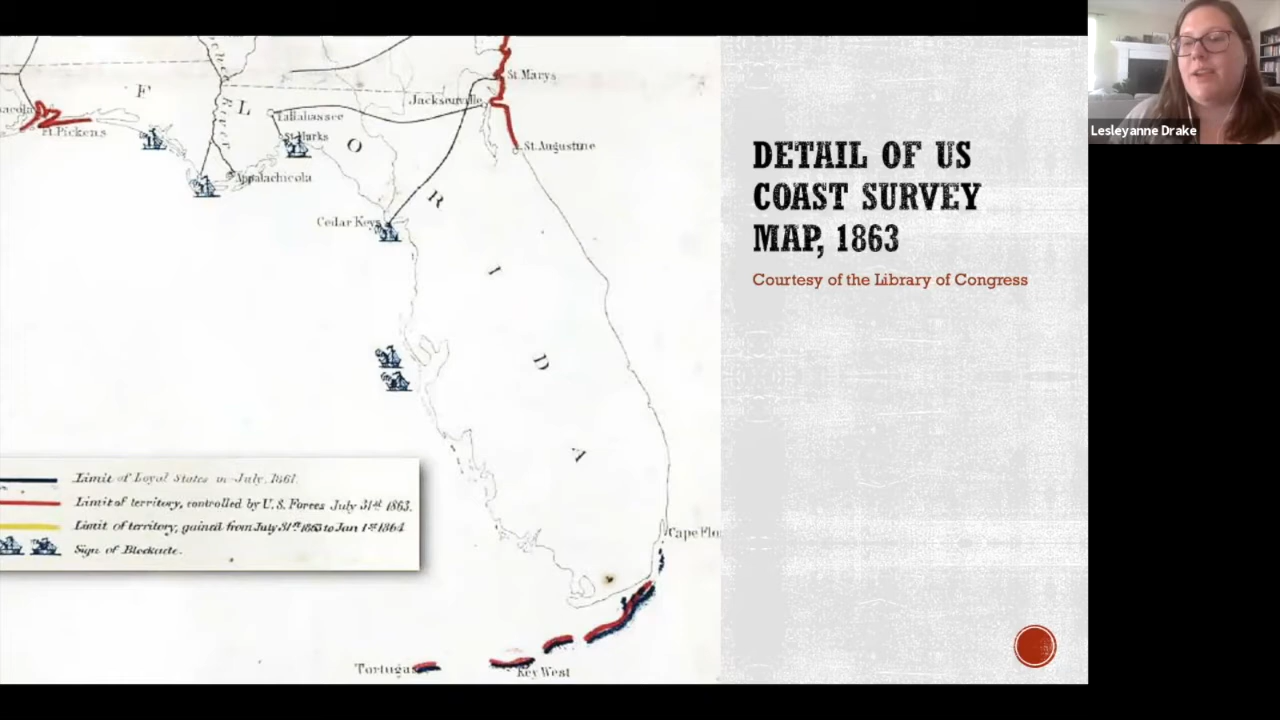 St. Marys
F
L
Jacksonville
Tallahassee
Ft. Pickens
St. Marks
O
St. Augustine
Appalachicola
River
R
Cedar Keys
I
D
A
Limit of Loyal States in July, 1861.
Limit of territory, controlled by U.S. Forces July 31st 1863.
Limit of territory, gained from July 31st 1863 to Jan 1st 1864
Sign of Blockade.
Cape Flo
Tortugas
Key West
DETAIL OF US
COAST SURVEY
MAP, 1863
Courtesy of the Library of Congress
Lesleyanne Drake